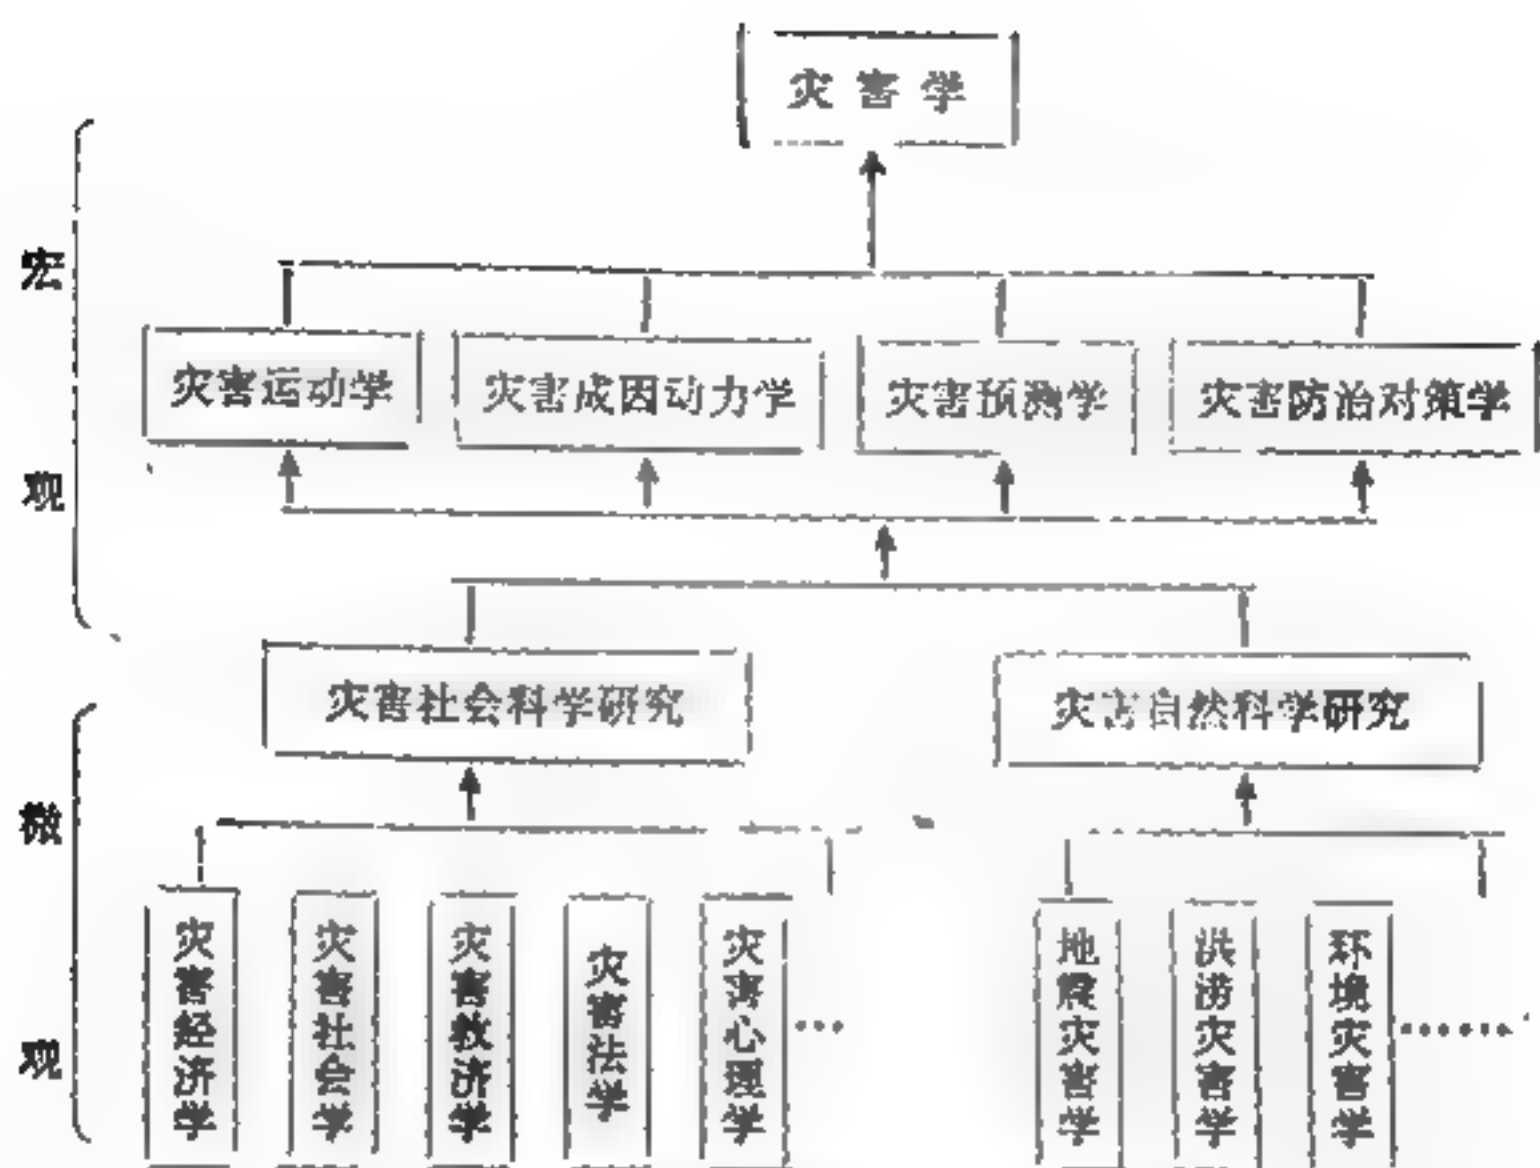 灾害学
宏观
灾害运动学
灾害成因动力学
灾害预测学
灾害防治对策学
灾害社会科学研究
灾害自然科学研究
微观
灾害经济学
灾害社会学
灾害救济学
灾害法学
灾害心理学
……
地震灾害学
洪涝灾害学
环境灾害学
……